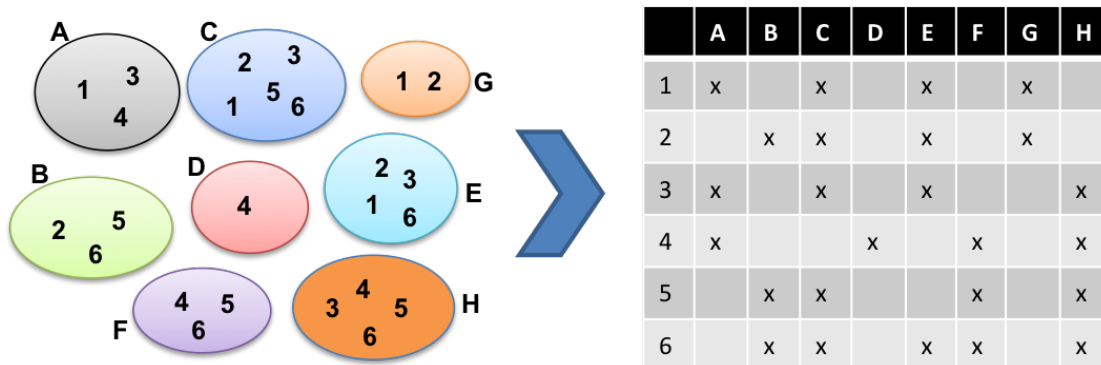 A
1 3
4
C
2 3
1 5 6
1 2 G
B
2 5
6
D
4
2 3
1 6
E
F
4 5
6
4
3 5
6
H
A B C D E F G H
1 x x x x
2 x x x x
3 x x x x
4 x x x x
5 x x x x
6 x x x x x